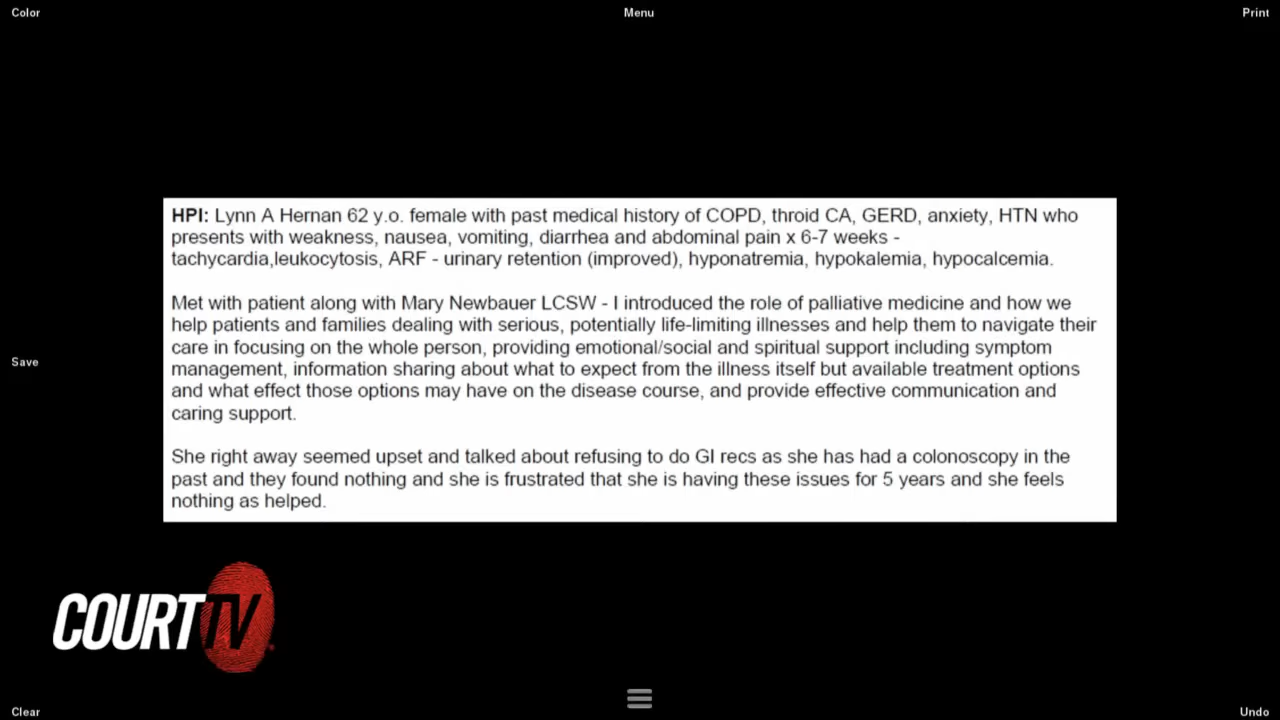 Color
Menu
Print
HPI: Lynn A Hernan 62 y.o. female with past medical history of COPD, throid CA, GERD, anxiety, HTN who
presents with weakness, nausea, vomiting, diarrhea and abdominal pain x 6-7 weeks -
tachycardia,leukocytosis, ARF - urinary retention (improved), hyponatremia, hypokalemia, hypocalcemia.
Met with patient along with Mary Newbauer LCSW - I introduced the role of palliative medicine and how we
help patients and families dealing with serious, potentially life-limiting illnesses and help them to navigate their
care in focusing on the whole person, providing emotional/social and spiritual support including symptom
management, information sharing about what to expect from the illness itself but available treatment options
and what effect those options may have on the disease course, and provide effective communication and
caring support.
Save
She right away seemed upset and talked about refusing to do GI recs as she has had a colonoscopy in the
past and they found nothing and she is frustrated that she is having these issues for 5 years and she feels
nothing as helped.
COURT TV
Clear
Undo